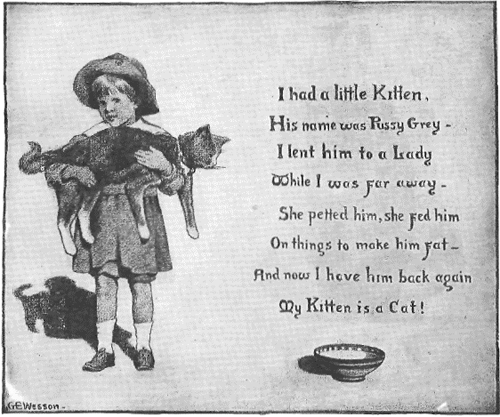 I had a little Kitten,
His name was Pussy Grey -
I lent him to a Lady
While I was far away -
She petted him, she fed him
On things to make him fat -
And now I have him back again
My Kitten is a Cat!
G.E. Wesson -